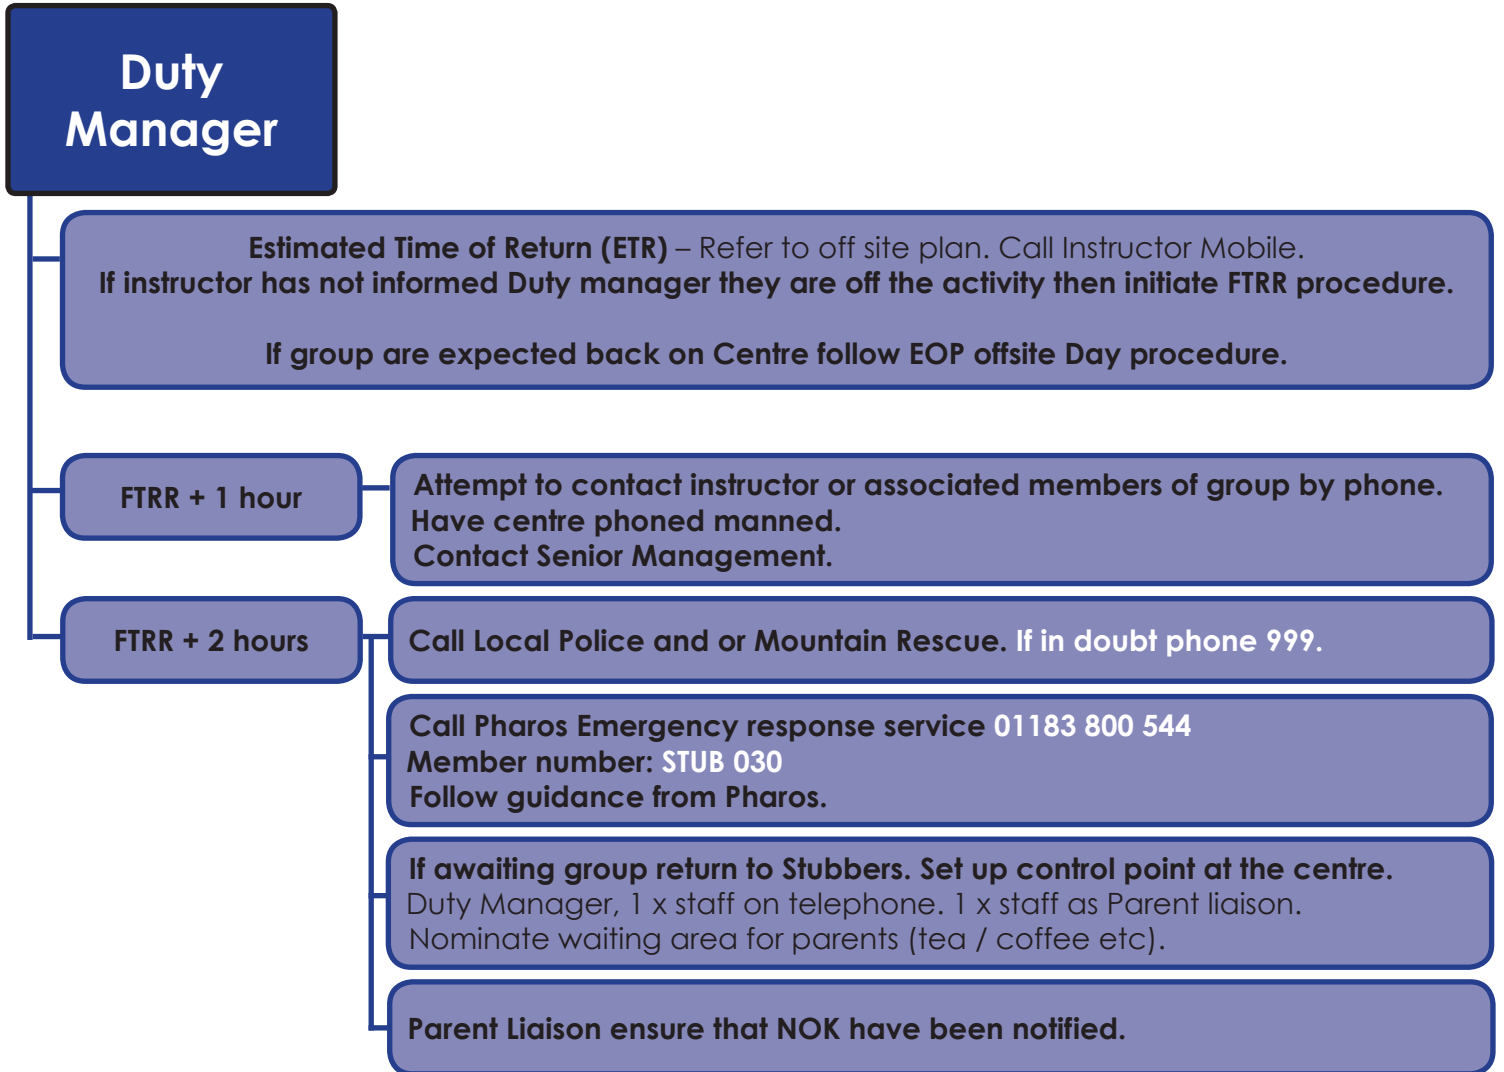 Duty
Manager
Estimated Time of Return (ETR) – Refer to off site plan. Call Instructor Mobile.
If instructor has not informed Duty manager they are off the activity then initiate FTRR procedure.
If group are expected back on Centre follow EOP offsite Day procedure.
FTRR + 1 hour
Attempt to contact instructor or associated members of group by phone.
Have centre phoned manned.
Contact Senior Management.
FTRR + 2 hours
Call Local Police and or Mountain Rescue. If in doubt phone 999.
Call Pharos Emergency response service 01183 800 544
Member number: STUB 030
Follow guidance from Pharos.
If awaiting group return to Stubbers. Set up control point at the centre.
Duty Manager, 1 x staff on telephone. 1 x staff as Parent liaison.
Nominate waiting area for parents (tea / coffee etc).
Parent Liaison ensure that NOK have been notified.